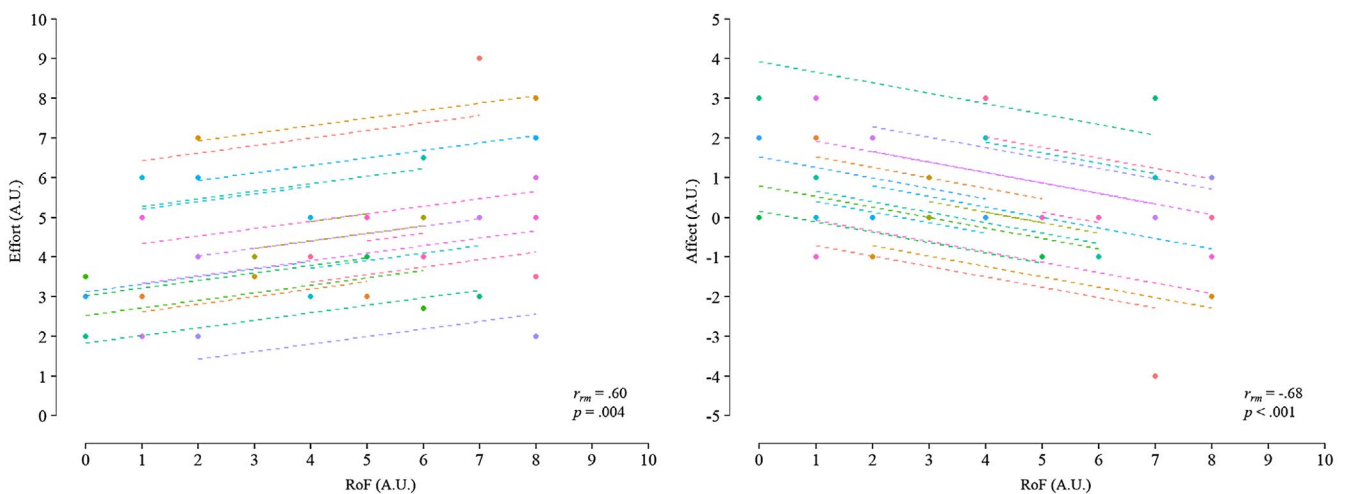 10
9
8
7
6
5
4
3
2
1
0
Effort (A.U.)
0 1 2 3 4 5 6 7 8 9 10
RoF (A.U.)
r_rm = .60
p = .004
5
4
3
2
1
0
-1
-2
-3
-4
-5
Affect (A.U.)
0 1 2 3 4 5 6 7 8 9 10
RoF (A.U.)
r_rm = -.68
p < .001